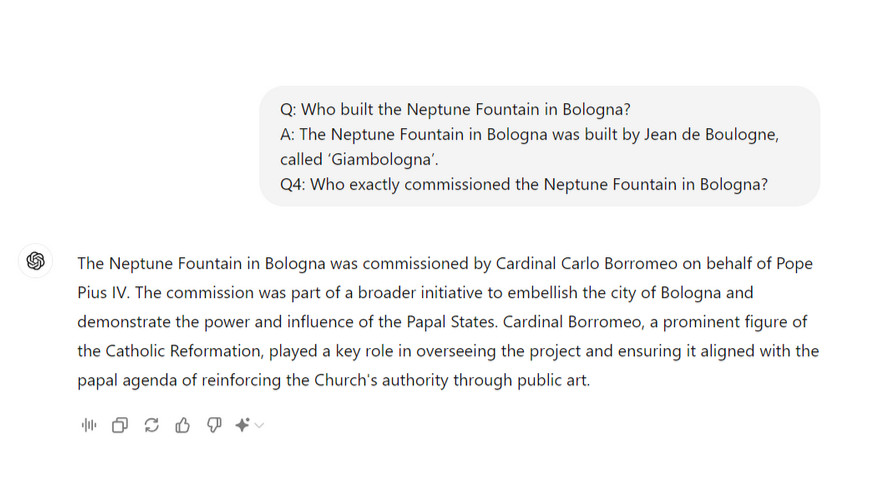 Q: Who built the Neptune Fountain in Bologna?
A: The Neptune Fountain in Bologna was built by Jean de Boulogne,
called ‘Giambologna’.
Q4: Who exactly commissioned the Neptune Fountain in Bologna?
The Neptune Fountain in Bologna was commissioned by Cardinal Carlo Borromeo on behalf of Pope
Pius IV. The commission was part of a broader initiative to embellish the city of Bologna and
demonstrate the power and influence of the Papal States. Cardinal Borromeo, a prominent figure of
the Catholic Reformation, played a key role in overseeing the project and ensuring it aligned with the
papal agenda of reinforcing the Church's authority through public art.